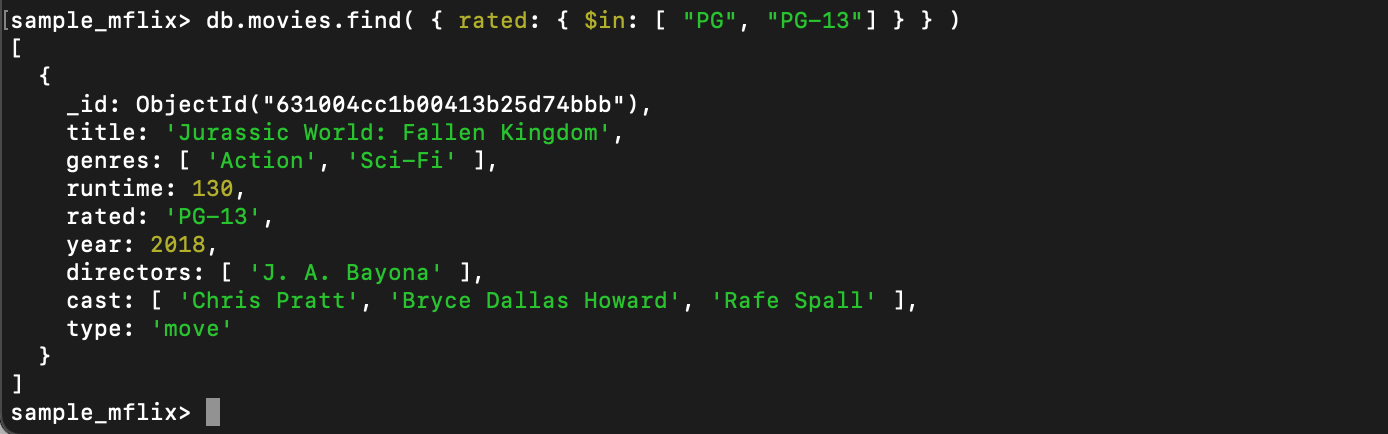 [sample_mflix> db.movies.find( { rated: { $in: [ "PG", "PG-13"] } } )
[
  {
    _id: ObjectId("631004cc1b00413b25d74bbb"),
    title: 'Jurassic World: Fallen Kingdom',
    genres: [ 'Action', 'Sci-Fi' ],
    runtime: 130,
    rated: 'PG-13',
    year: 2018,
    directors: [ 'J. A. Bayona' ],
    cast: [ 'Chris Pratt', 'Bryce Dallas Howard', 'Rafe Spall' ],
    type: 'move'
  }
]
sample_mflix>